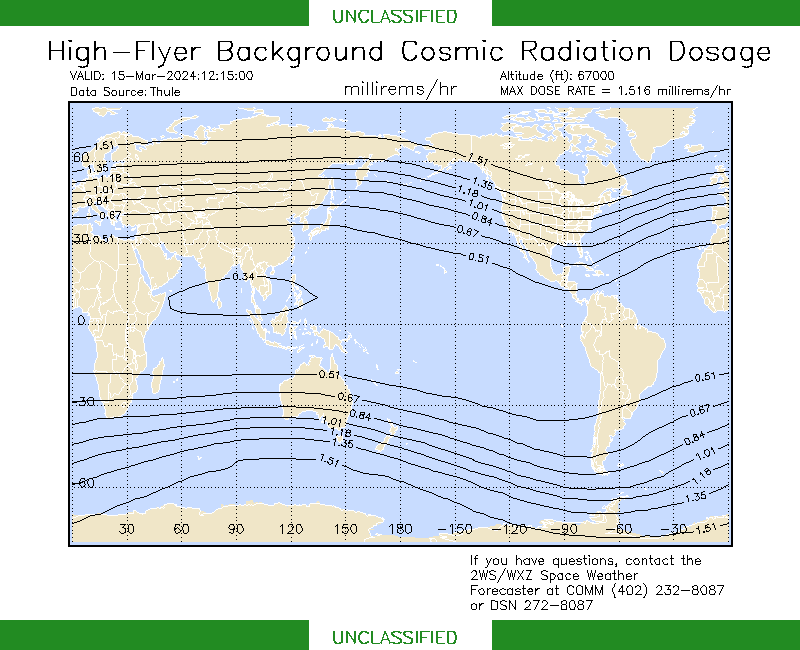 UNCLASSIFIED
High-Flyer Background Cosmic Radiation Dosage
VALID: 15-Mar-2024:12:15:00
Altitude (ft): 67000
Data Source: Thule
millirems/hr
MAX DOSE RATE = 1.516 millirems/hr
1.51
1.51
60
1.35
1.35
1.18
1.18
1.01
1.01
0.84
0.84
0.67
0.67
30
0.51
0.51
0.34
0
0.51
0.51
-30
0.67
0.67
0.84
0.84
1.01
1.01
1.18
1.18
1.35
1.35
1.51
-60
1.51
30 60 90 120 150 180 -150 -120 -90 -60 -30
If you have questions, contact the
2WS/WXZ Space Weather
Forecaster at COMM (402) 232-8087
or DSN 272-8087
UNCLASSIFIED